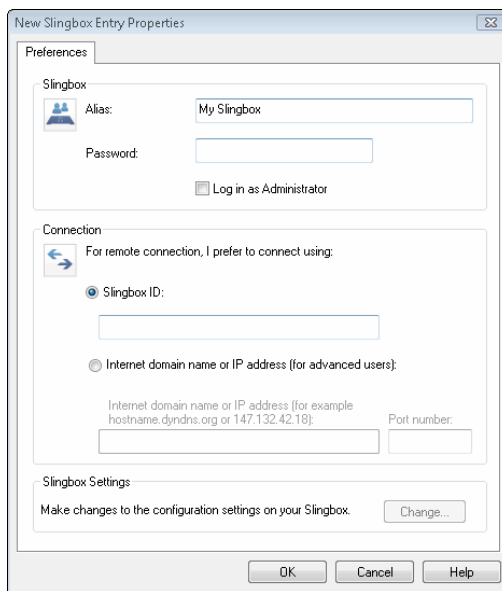 New Slingbox Entry Properties
Preferences
Slingbox
Alias:
My Slingbox
Password:
Log in as Administrator
Connection
For remote connection, I prefer to connect using:
Slingbox ID:
Internet domain name or IP address (for advanced users):
Internet domain name or IP address (for example
hostname.dyndns.org or 147.132.42.18):
Port number:
Slingbox Settings
Make changes to the configuration settings on your Slingbox.
Change...
OK
Cancel
Help